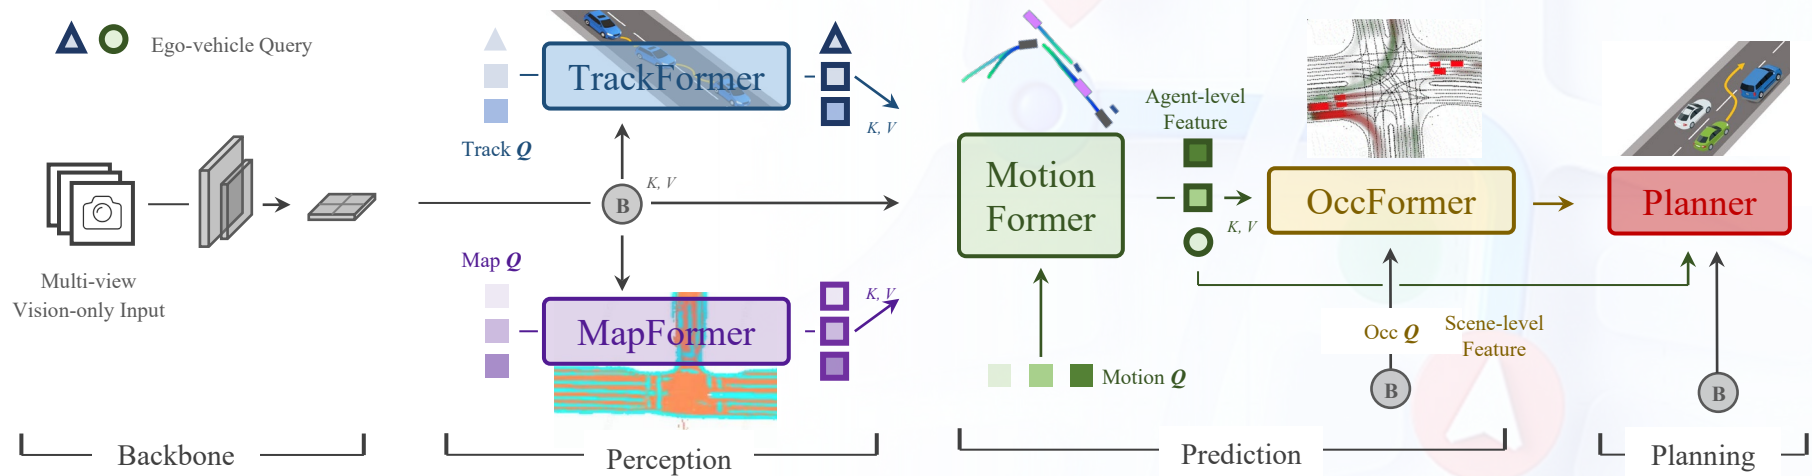 Ego-vehicle Query
Multi-view
Vision-only Input
Backbone
TrackFormer
Track Q
K, V
B
K, V
Map Q
MapFormer
K, V
Perception
Motion
Former
Motion Q
Agent-level
Feature
K, V
OccFormer
Occ Q
Scene-level
Feature
B
Prediction
Planner
B
Planning